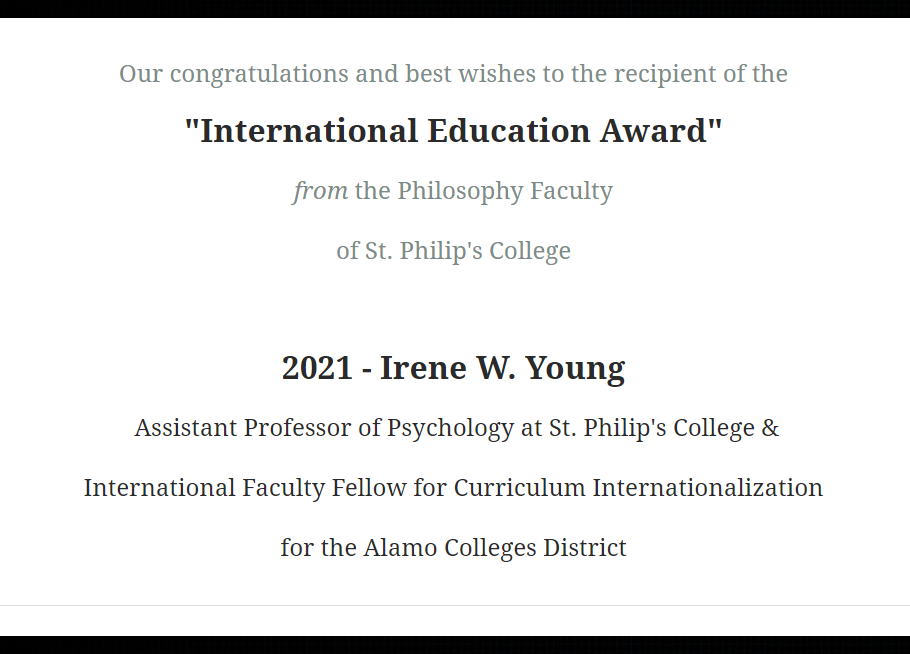 Our congratulations and best wishes to the recipient of the
"International Education Award"
from the Philosophy Faculty
of St. Philip's College
2021 - Irene W. Young
Assistant Professor of Psychology at St. Philip's College &
International Faculty Fellow for Curriculum Internationalization
for the Alamo Colleges District